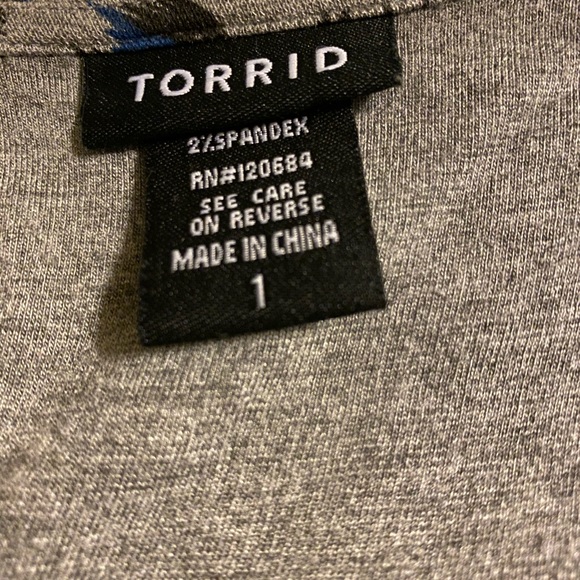 TORRID
2%SPANDEX
RN#120684
SEE CARE
ON REVERSE
MADE IN CHINA
1